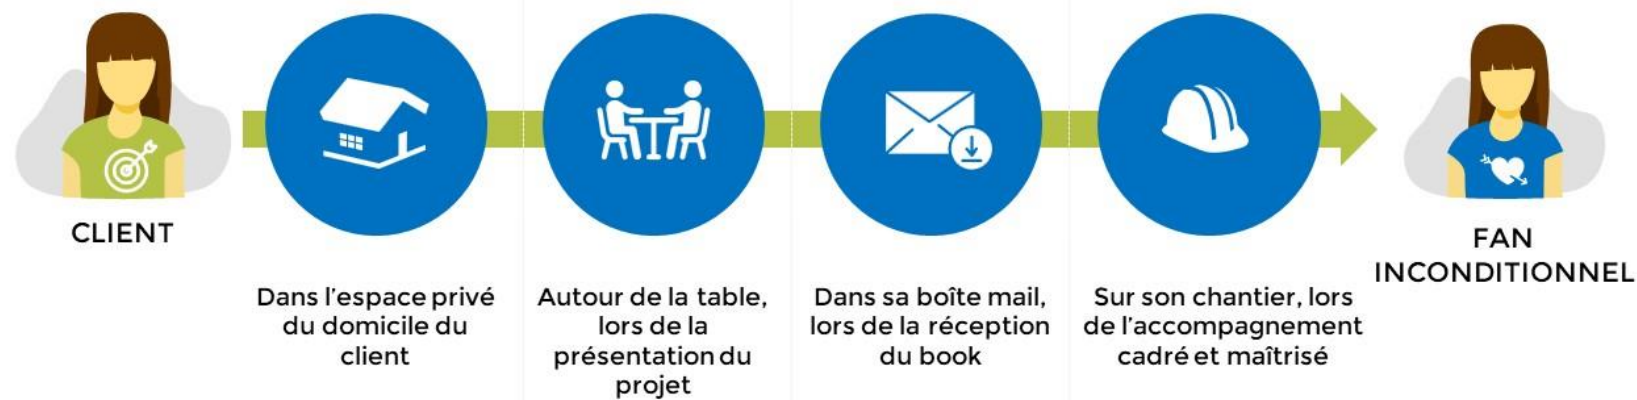 CLIENT
Dans l'espace privé
du domicile du
client
Autour de la table,
lors de la
présentation du
projet
Dans sa boîte mail,
lors de la réception
du book
Sur son chantier, lors
de l'accompagnement
cadré et maîtrisé
FAN
INCONDITIONNEL